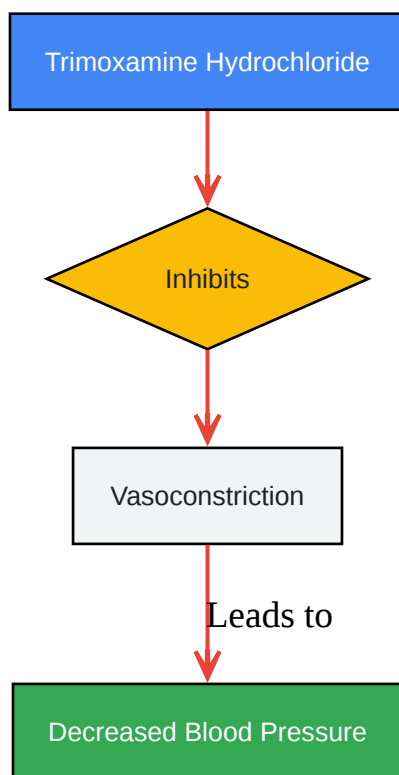 Trimoxamine Hydrochloride
Inhibits
Vasoconstriction
Leads to
Decreased Blood Pressure